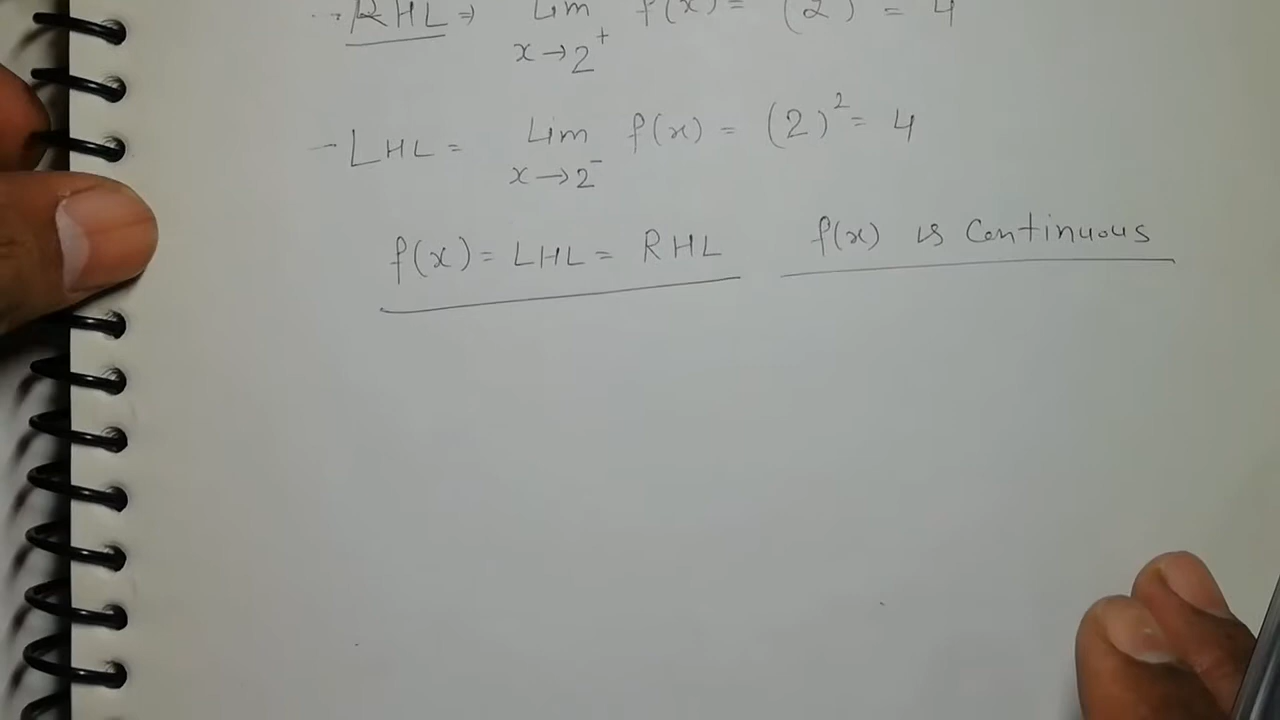 RHL ⇒ Lim x→2⁺ f(x) = (2) = 4
- LHL = Lim x→2⁻ f(x) = (2)² = 4
f(x) = LHL = RHL f(x) is Continuous